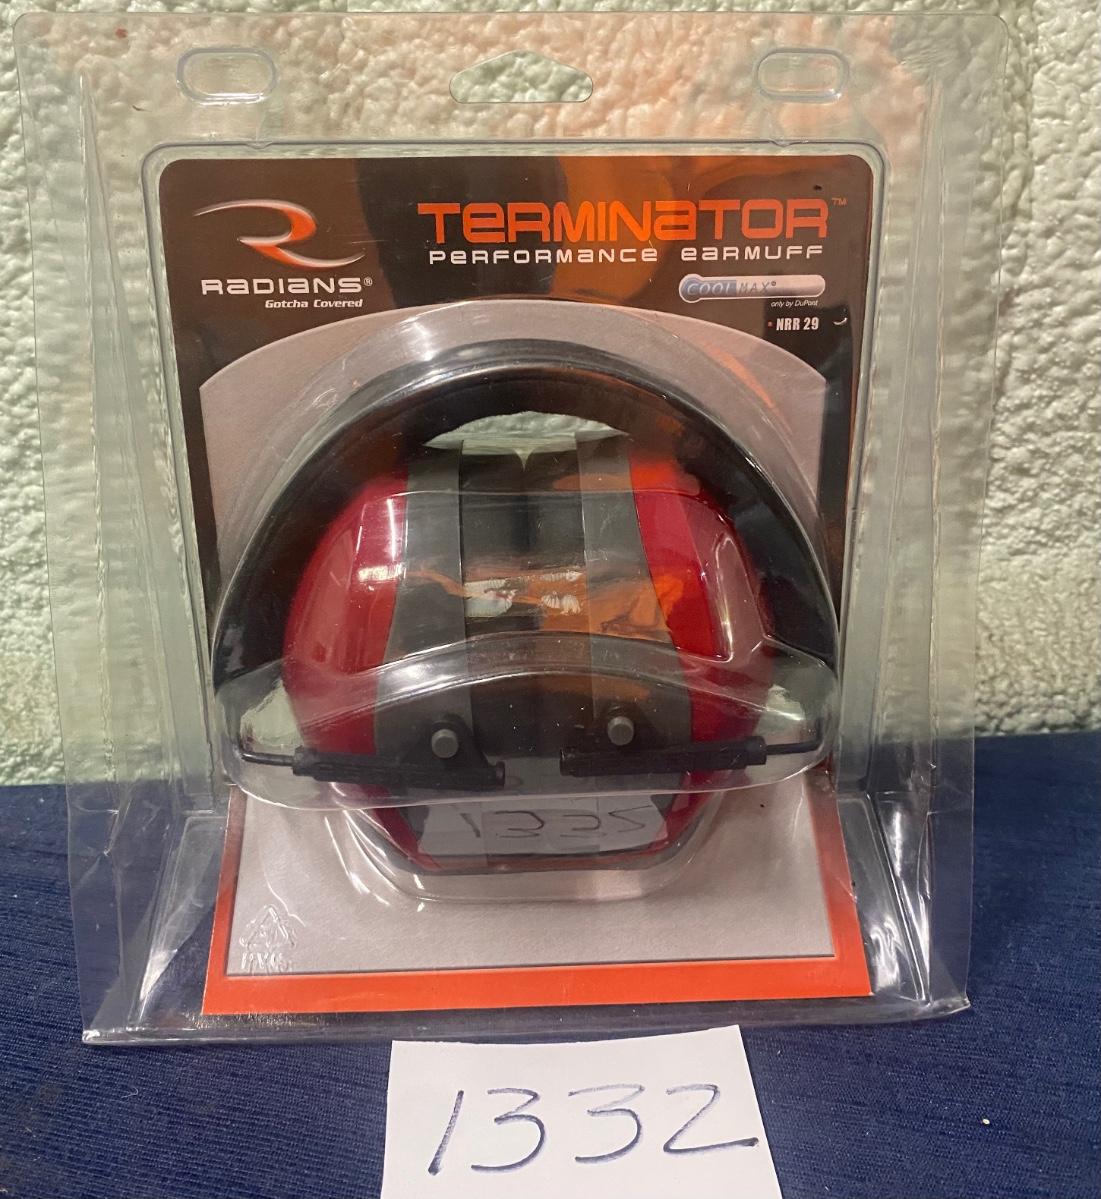 TERMINATOR™
PERFORMANCE EARMUFF
RADIANS®
Gotcha Covered
COOLMAX®
only by DuPont
• NRR 29
1332